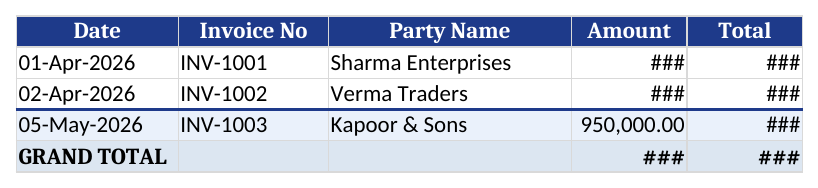 Date Invoice No Party Name Amount Total
01-Apr-2026 INV-1001 Sharma Enterprises ### ###
02-Apr-2026 INV-1002 Verma Traders ### ###
05-May-2026 INV-1003 Kapoor & Sons 950,000.00 ###
GRAND TOTAL ### ###